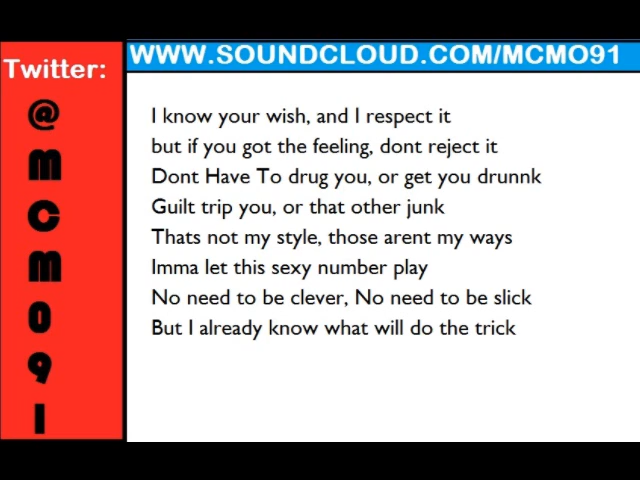 WWW.SOUNDCLOUD.COM/MCMO91
Twitter:
@
M
C
M
O
9
1
I know your wish, and I respect it
but if you got the feeling, dont reject it
Dont Have To drug you, or get you drunnk
Guilt trip you, or that other junk
Thats not my style, those arent my ways
Imma let this sexy number play
No need to be clever, No need to be slick
But I already know what will do the trick